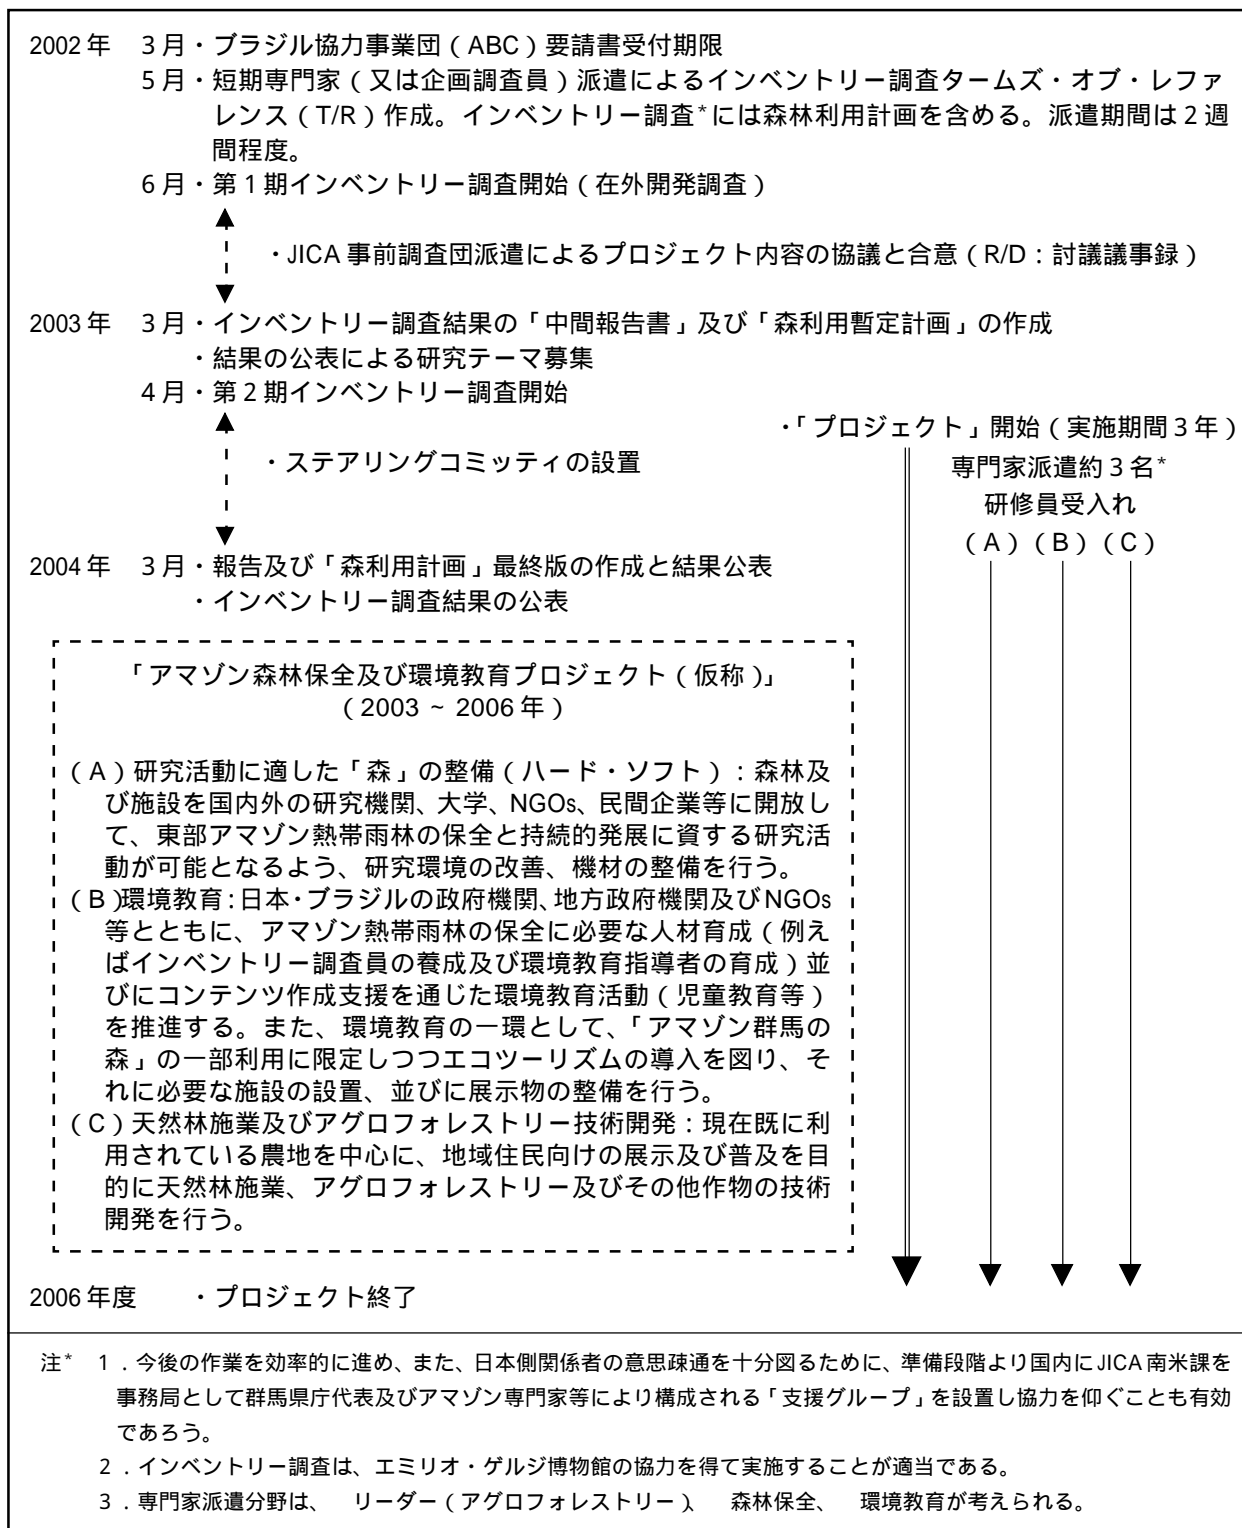 2002年　3月・ブラジル協力事業団（ABC）要請書受付期限
5月・短期専門家（又は企画調査員）派遣によるインベントリー調査タームズ・オブ・レファ
レンス（T/R）作成。インベントリー調査*には森林利用計画を含める。派遣期間は2週
間程度。
6月・第1期インベントリー調査開始（在外開発調査）
・JICA事前調査団派遣によるプロジェクト内容の協議と合意（R/D：討議議事録）
2003年　3月・インベントリー調査結果の「中間報告書」及び「森利用暫定計画」の作成
・結果の公表による研究テーマ募集
4月・第2期インベントリー調査開始
・「プロジェクト」開始（実施期間3年）
・ステアリングコミッティの設置
専門家派遣約3名*
研修員受入れ
（A）（B）（C）
2004年　3月・報告及び「森利用計画」最終版の作成と結果公表
・インベントリー調査結果の公表
「アマゾン森林保全及び環境教育プロジェクト（仮称）」
（2003 ~ 2006年）
（A）研究活動に適した「森」の整備（ハード・ソフト）：森林及
び施設を国内外の研究機関、大学、NGOs、民間企業等に開放し
て、東部アマゾン熱帯雨林の保全と持続的発展に資する研究活
動が可能となるよう、研究環境の改善、機材の整備を行う。
（B）環境教育：日本・ブラジルの政府機関、地方政府機関及びNGOs
等とともに、アマゾン熱帯雨林の保全に必要な人材育成（例え
ばインベントリー調査員の養成及び環境教育指導者の育成）並
びにコンテンツ作成支援を通じた環境教育活動（児童教育等）
を推進する。また、環境教育の一環として、「アマゾン群馬の
森」の一部利用に限定しつつエコツーリズムの導入を図り、そ
れに必要な施設の設置、並びに展示物の整備を行う。
（C）天然林施業及びアグロフォレストリー技術開発：現在既に利
用されている農地を中心に、地域住民向けの展示及び普及を目
的に天然林施業、アグロフォレストリー及びその他作物の技術
開発を行う。
2006年度　・プロジェクト終了
注*　1．今後の作業を効率的に進め、また、日本側関係者の意思疎通を十分図るために、準備段階より国内にJICA南米課を
事務局として群馬県庁代表及びアマゾン専門家等により構成される「支援グループ」を設置し協力を仰ぐことも有効
であろう。
2．インベントリー調査は、エミリオ・ゲルジ博物館の協力を得て実施することが適当である。
3．専門家派遣分野は、　リーダー（アグロフォレストリー）、　森林保全、　環境教育が考えられる。